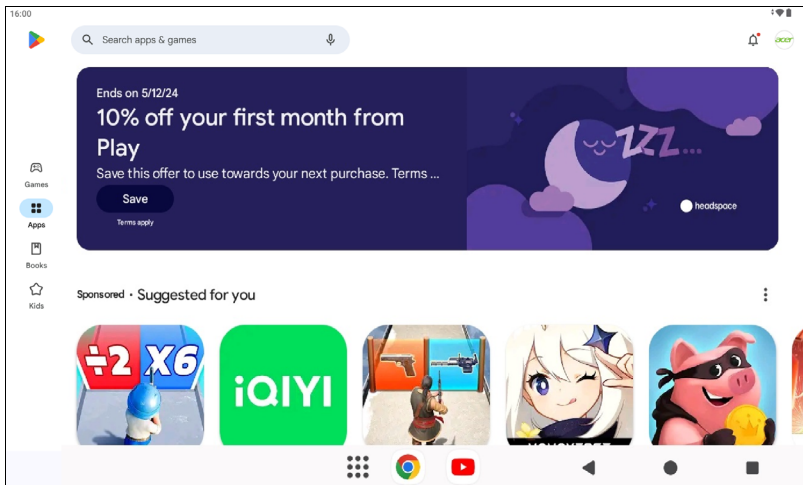 16:00
Search apps & games
acer
Ends on 5/12/24
10% off your first month from
Play
Save this offer to use towards your next purchase. Terms ...
Save
Terms apply
ZZZ...
headspace
Games
Apps
Books
Kids
Sponsored · Suggested for you
÷2 X6
iQIYI